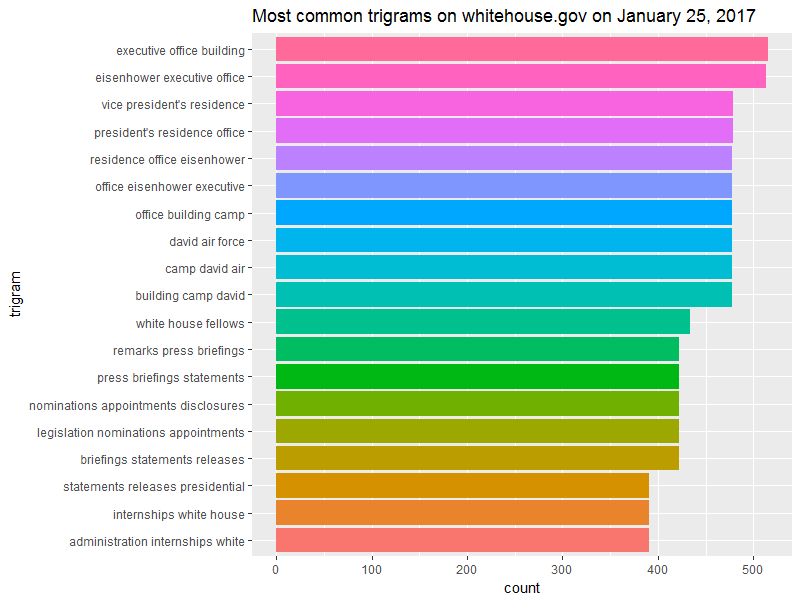 Most common trigrams on whitehouse.gov on January 25, 2017
executive office building
eisenhower executive office
vice president's residence
president's residence office
residence office eisenhower
office eisenhower executive
office building camp
david air force
camp david air
building camp david
white house fellows
remarks press briefings
press briefings statements
nominations appointments disclosures
legislation nominations appointments
briefings statements releases
statements releases presidential
internships white house
administration internships white
trigram
0 100 200 300 400 500
count